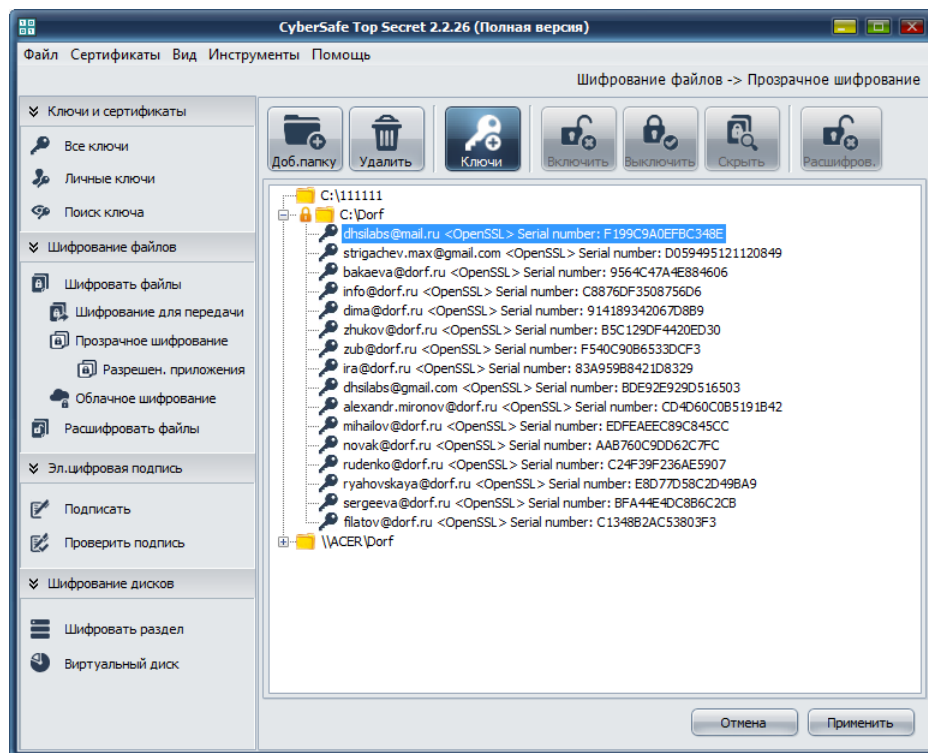 CyberSafe Top Secret 2.2.26 (Полная версия)
Файл Сертификаты Вид Инструменты Помощь
Шифрование файлов -> Прозрачное шифрование
Ключи и сертификаты
Все ключи
Личные ключи
Поиск ключа
Шифрование файлов
Шифровать файлы
Шифрование для передачи
Прозрачное шифрование
Разрешен. приложения
Облачное шифрование
Расшифровать файлы
Эл.цифровая подпись
Подписать
Проверить подпись
Шифрование дисков
Шифровать раздел
Виртуальный диск
Доб.папку Удалить Ключи Включить Выключить Скрыть Расшифров.
C:\111111
C:\Dorf
dhsilabs@mail.ru <OpenSSL> Serial number: F199C9A0EFBC348E
strigachev.max@gmail.com <OpenSSL> Serial number: D059495121120849
bakaeva@dorf.ru <OpenSSL> Serial number: 9564C47A4E884606
info@dorf.ru <OpenSSL> Serial number: C8876DF3508756D6
dima@dorf.ru <OpenSSL> Serial number: 914189342067D8B9
zhukov@dorf.ru <OpenSSL> Serial number: B5C129DF4420ED30
zub@dorf.ru <OpenSSL> Serial number: F540C90B6533DCF3
ira@dorf.ru <OpenSSL> Serial number: 83A959B8421D8329
dhsilabs@gmail.com <OpenSSL> Serial number: BDE92E929D516503
alexandr.mironov@dorf.ru <OpenSSL> Serial number: CD4D60C0B5191B42
mihailov@dorf.ru <OpenSSL> Serial number: EDFEAEEC89C845CC
novak@dorf.ru <OpenSSL> Serial number: AAB760C9DD62C7FC
rudenko@dorf.ru <OpenSSL> Serial number: C24F39F236AE5907
ryahovskaya@dorf.ru <OpenSSL> Serial number: E8D77D58C2D49BA9
sergeeva@dorf.ru <OpenSSL> Serial number: BFA44E4DC8B6C2CB
filatov@dorf.ru <OpenSSL> Serial number: C1348B2AC53803F3
\\ACER\Dorf
Отмена Применить